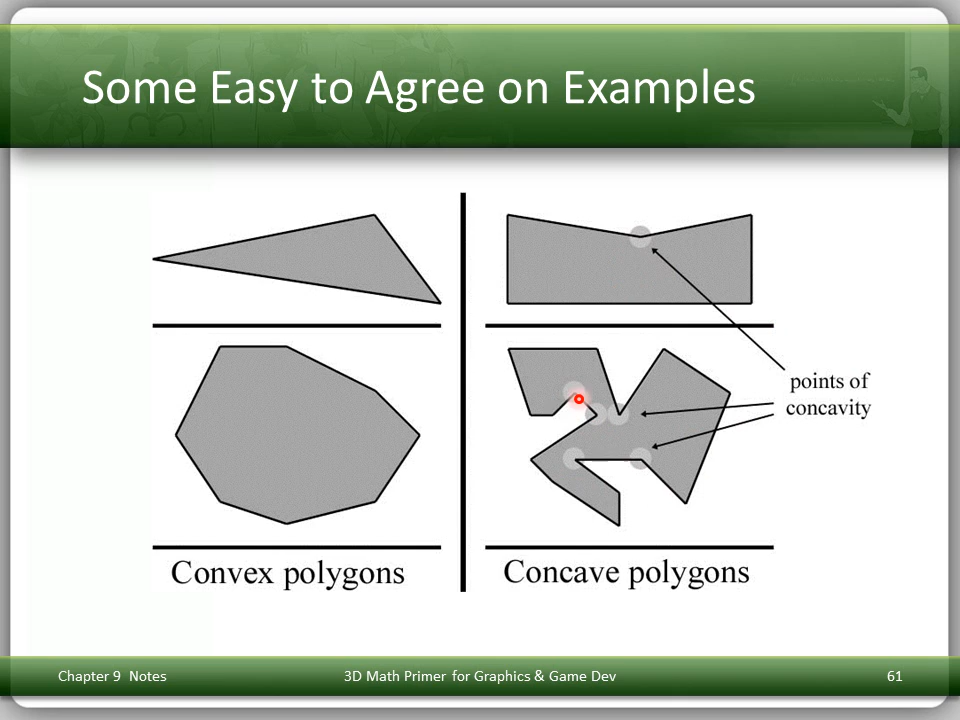 Some Easy to Agree on Examples
points of
concavity
Convex polygons
Concave polygons
Chapter 9 Notes
3D Math Primer for Graphics & Game Dev
61